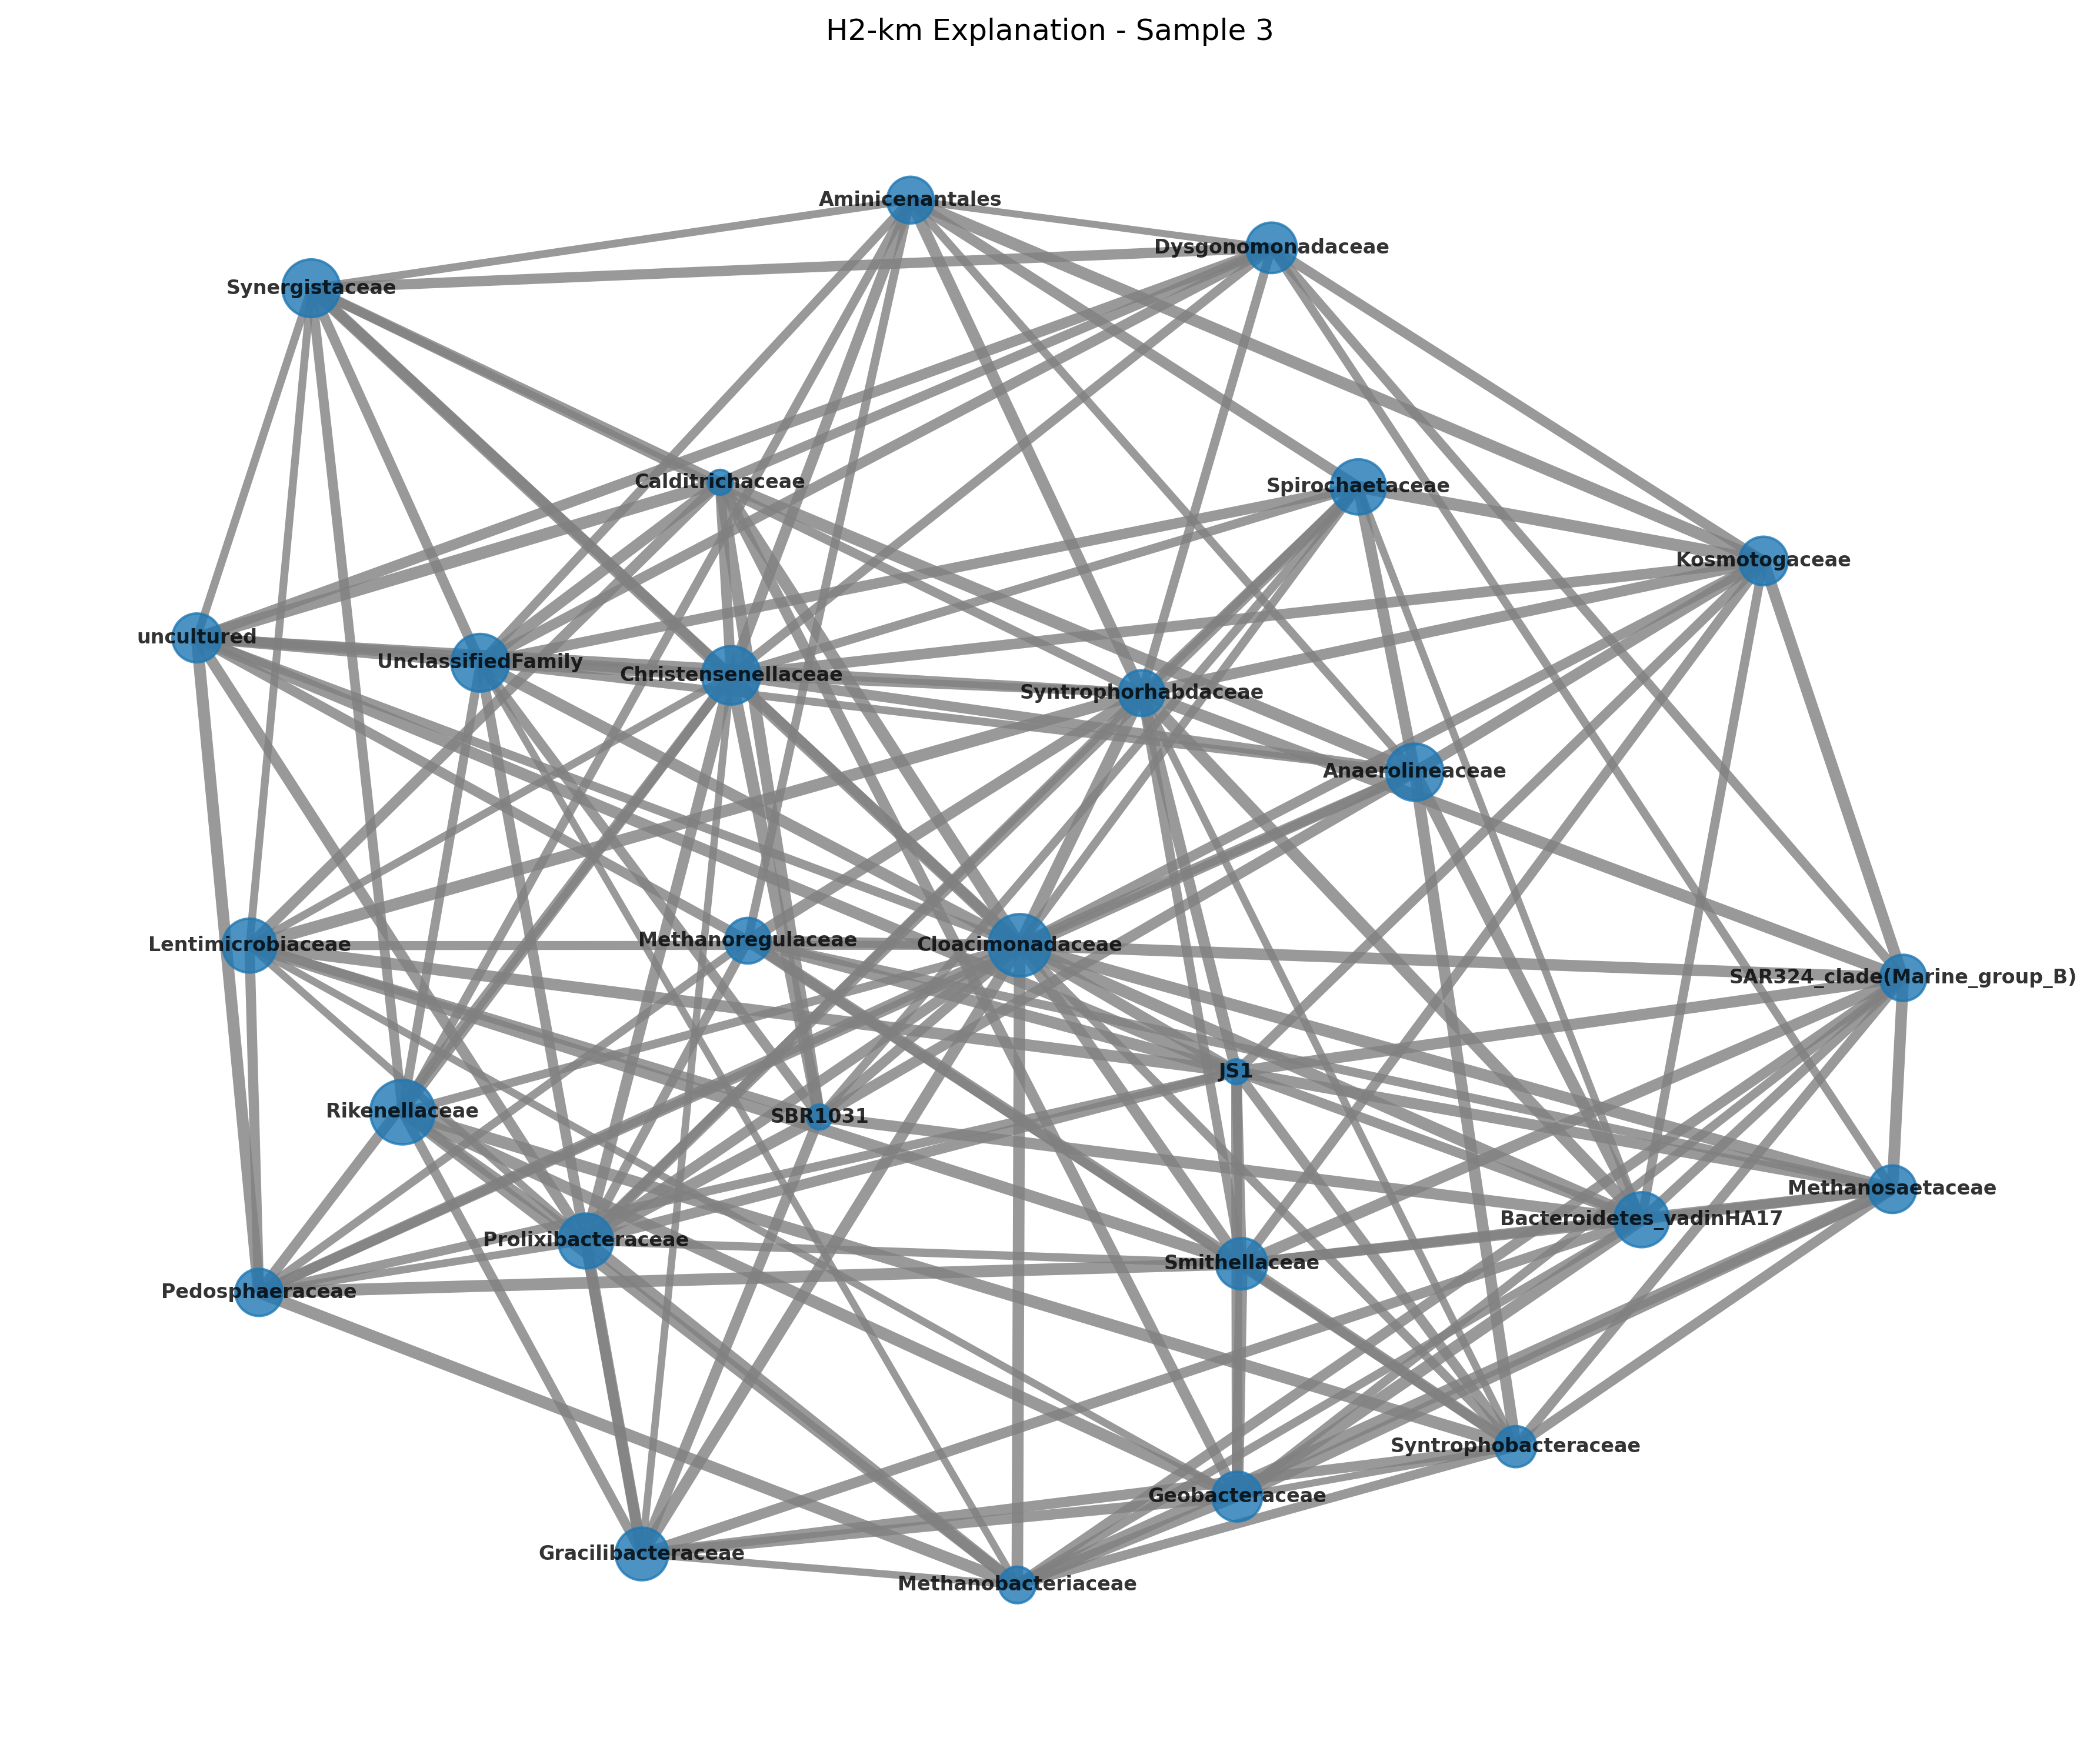 H2-km Explanation - Sample 3
Aminicenantales
Dysgonomonadaceae
Synergistaceae
Calditrichaceae
Spirochaetaceae
Kosmotogaceae
uncultured
UnclassifiedFamily
Christensenellaceae
Syntrophorhabdaceae
Anaerolineaceae
Lentimicrobiaceae
Methanoregulaceae
Cloacimonadaceae
SAR324_clade(Marine_group_B)
JS1
Rikenellaceae
SBR1031
Methanosaetaceae
Bacteroidetes_vadinHA17
Prolixibacteraceae
Smithellaceae
Pedosphaeraceae
Syntrophobacteraceae
Geobacteraceae
Gracilibacteraceae
Methanobacteriaceae